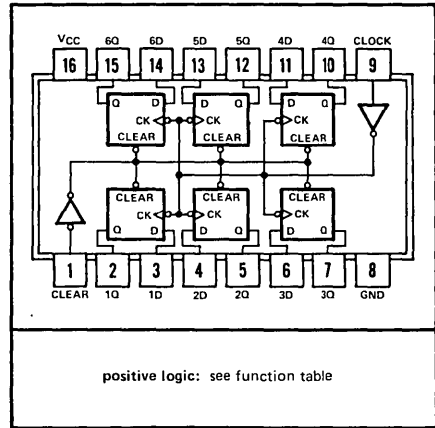 VCC 6Q 6D 5D 5Q 4D 4Q CLOCK
16 15 14 13 12 11 10 9
Q D D Q D Q
CK CK CK
CLEAR CLEAR CLEAR
CLEAR CLEAR CLEAR
CK CK CK
Q D D Q D Q
1 2 3 4 5 6 7 8
CLEAR 1Q 1D 2D 2Q 3D 3Q GND
positive logic: see function table